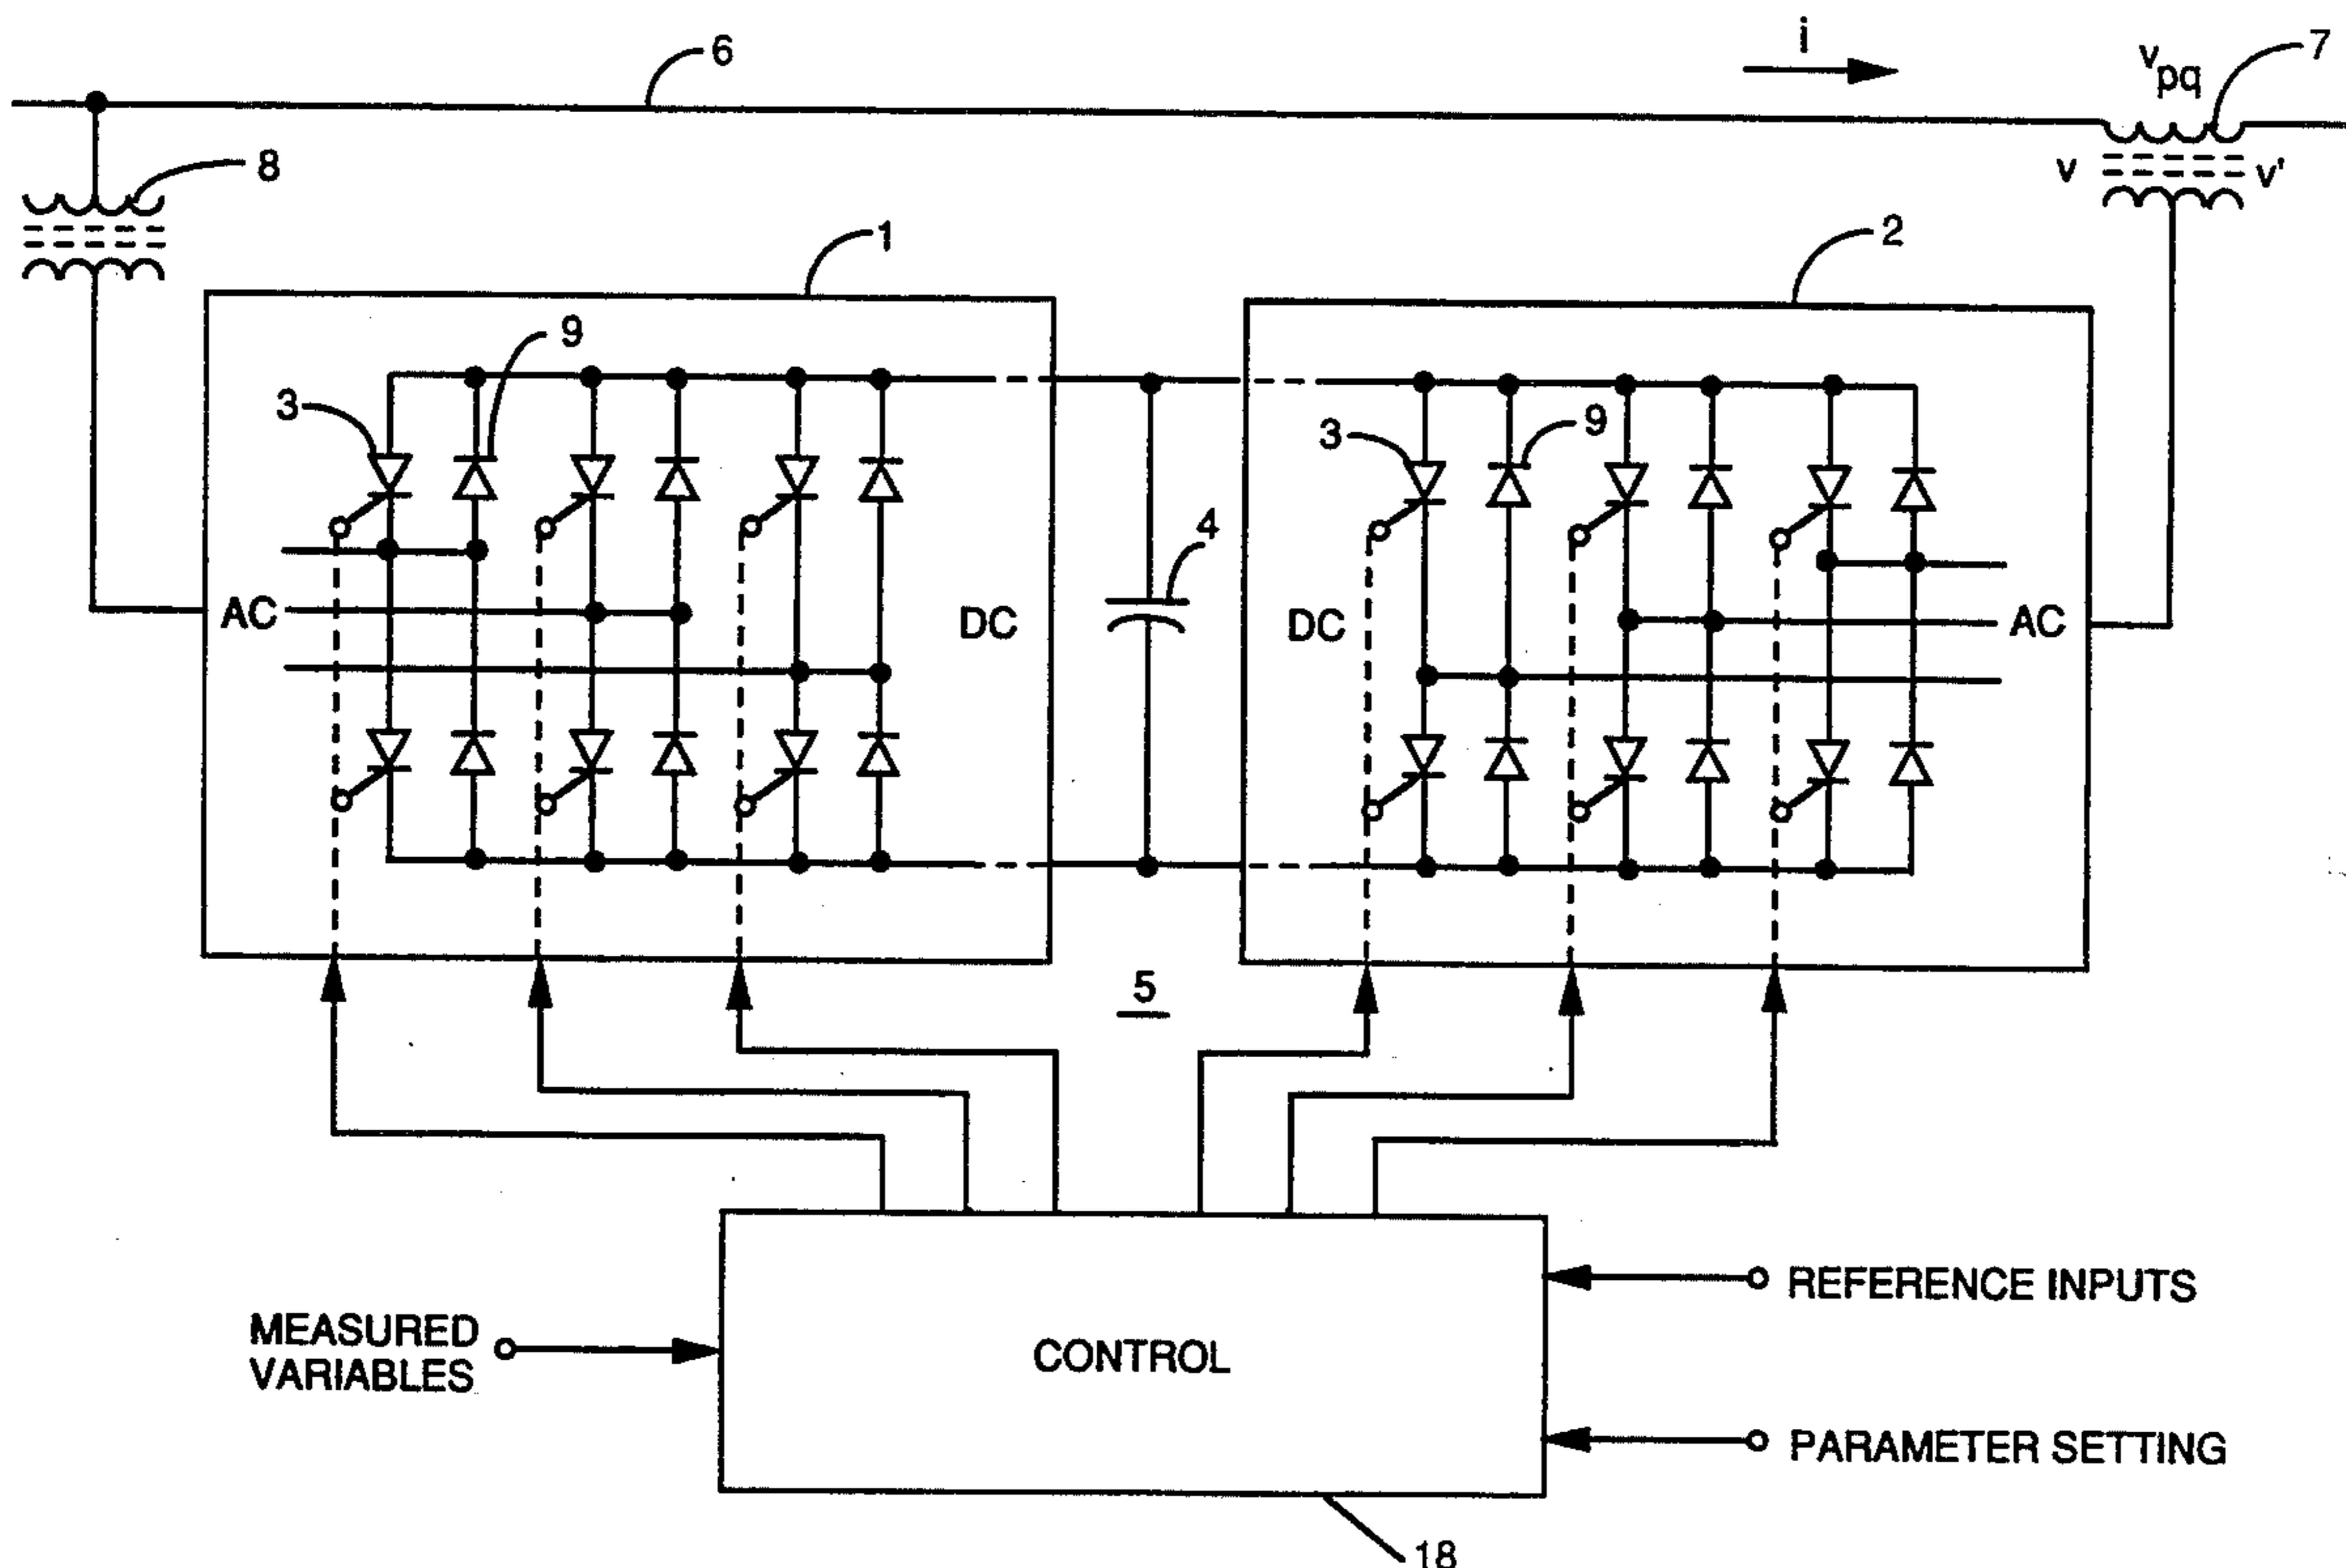 6
i
v
pq
7
8
v
v'
1
2
9
3
3
9
4
AC
DC
DC
AC
5
REFERENCE INPUTS
MEASURED
VARIABLES
CONTROL
PARAMETER SETTING
18